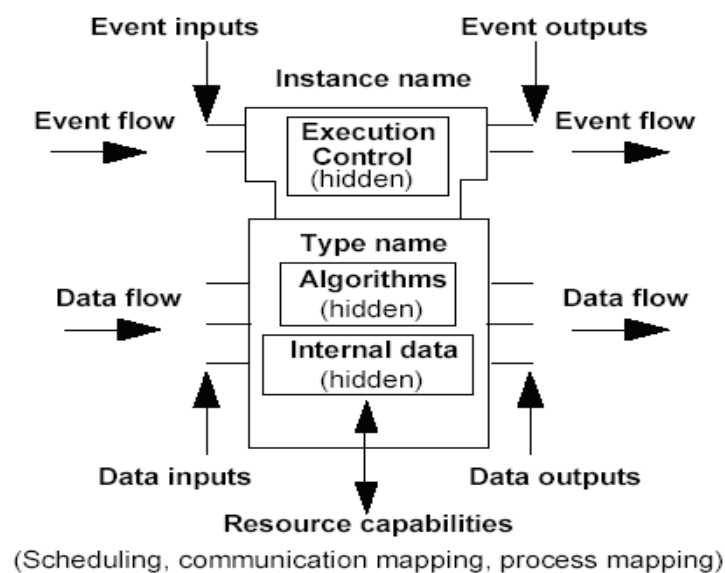 Event inputs
Event outputs
Instance name
Event flow
Execution
Control
(hidden)
Event flow
Type name
Data flow
Algorithms
(hidden)
Data flow
Internal data
(hidden)
Data inputs
Data outputs
Resource capabilities
(Scheduling, communication mapping, process mapping)